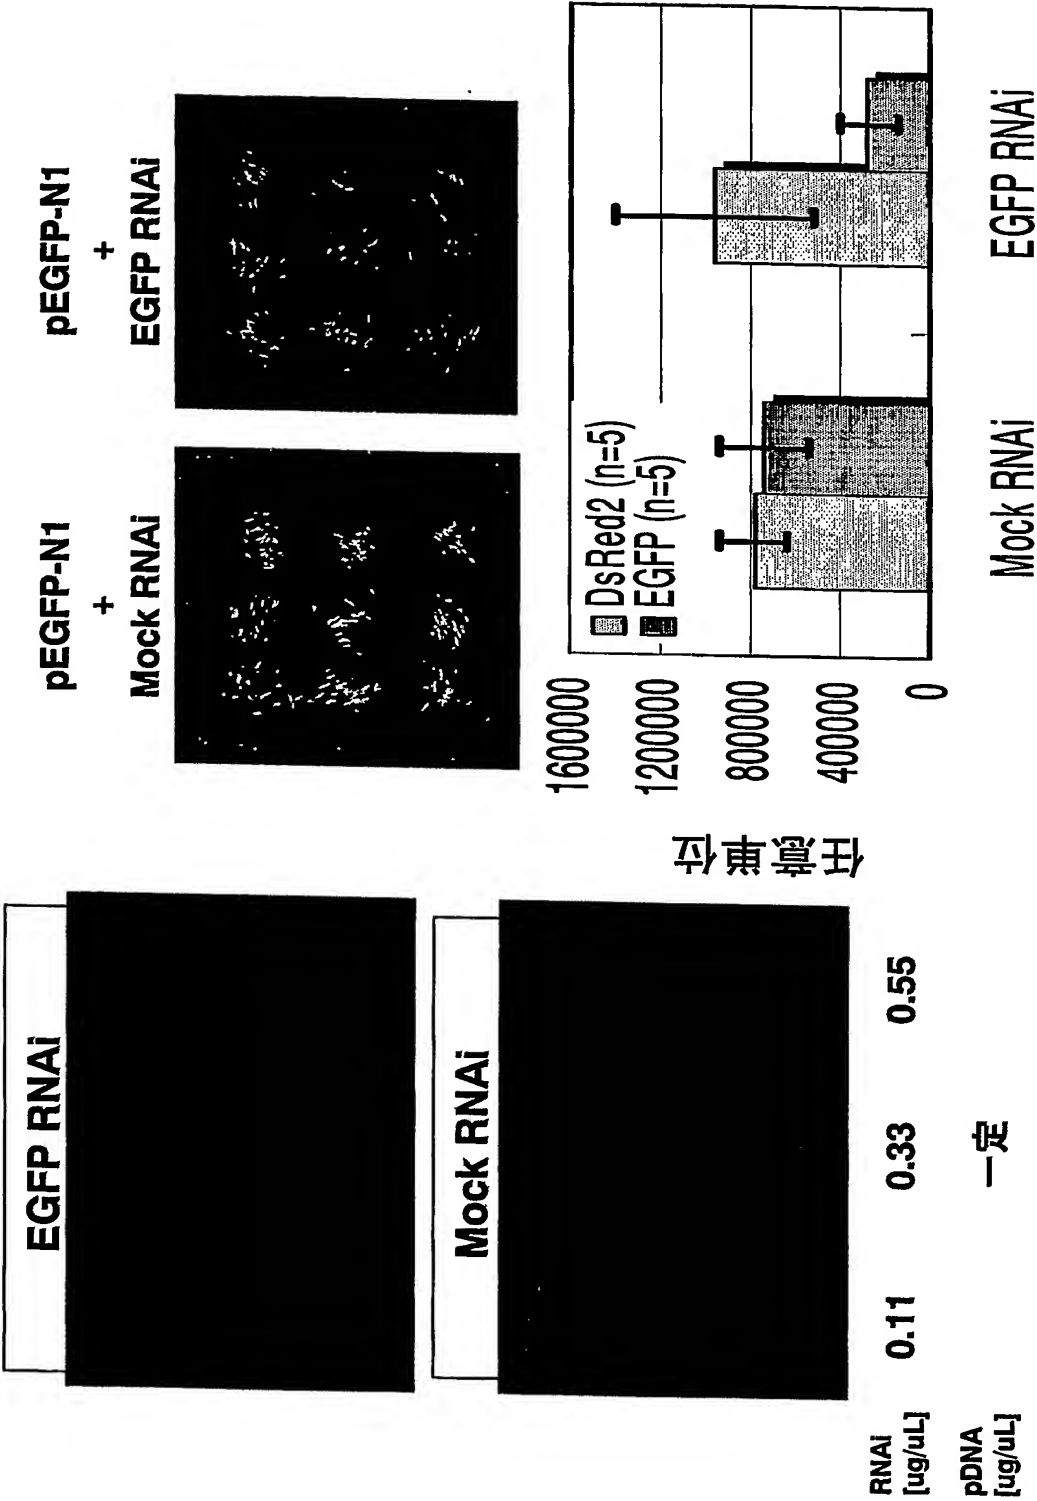 EGFP RNAi
Mock RNAi
RNAi
[ug/uL]
0.11
0.33
0.55
pDNA
[ug/uL]
一定
pEGFP-N1
+
Mock RNAi
pEGFP-N1
+
EGFP RNAi
任意単位
1600000
1200000
800000
400000
0
DsRed2 (n=5)
EGFP (n=5)
Mock RNAi
EGFP RNAi